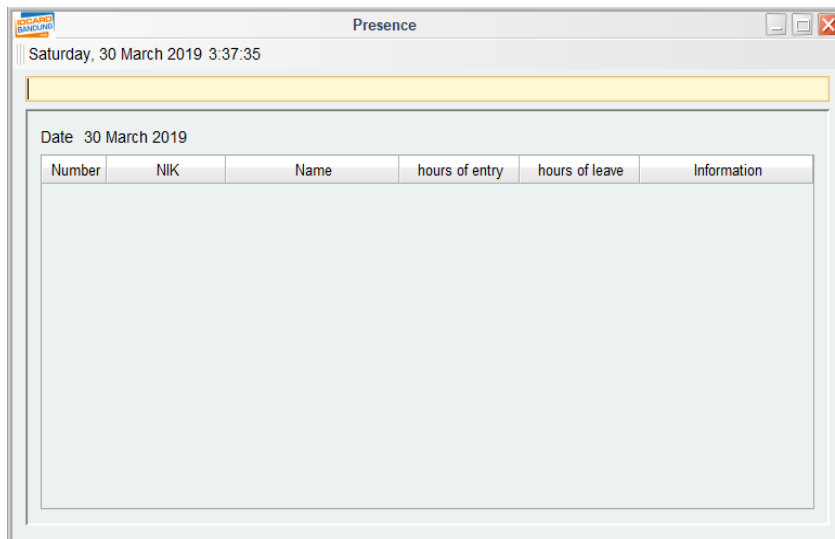 IDCARD
BANDUNG
Presence
Saturday, 30 March 2019 3:37:35
Date 30 March 2019
Number NIK Name hours of entry hours of leave Information